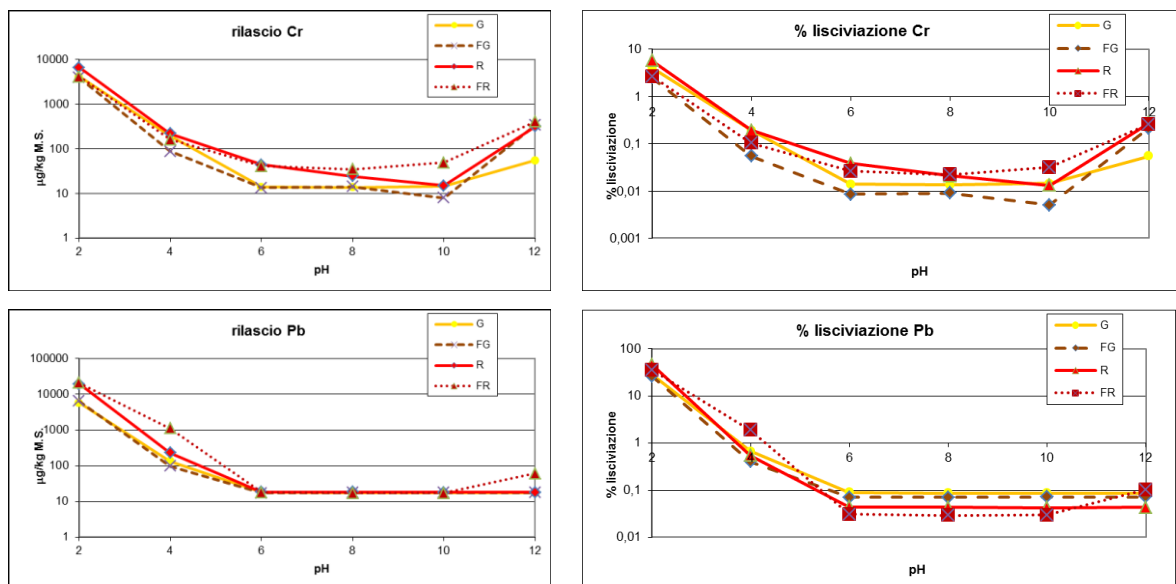 rilascio Cr
G
FG
R
FR
10000
1000
100
10
1
2
4
6
8
10
12
µg/kg M.S.
pH
% lisciviazione Cr
G
FG
R
FR
10
1
0,1
0,01
0,001
2
4
6
8
10
12
% lisciviazione
pH
rilascio Pb
G
FG
R
FR
100000
10000
1000
100
10
1
2
4
6
8
10
12
µg/kg M.S.
pH
% lisciviazione Pb
G
FG
R
FR
100
10
1
0,1
0,01
2
4
6
8
10
12
% lisciviazione
pH